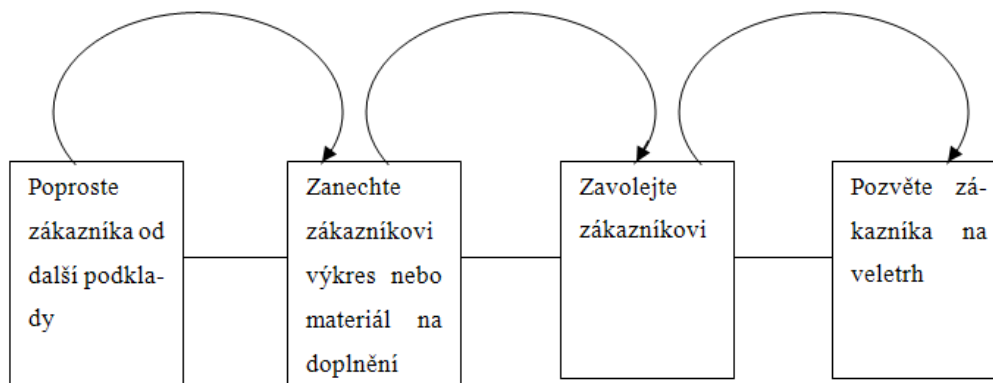 Poproste
zákazníka od
další podkla-
dy
Zanechte
zákazníkovi
výkres nebo
materiál na
doplnění
Zavolejte
zákazníkovi
Pozvěte zá-
kazníka na
veletrh